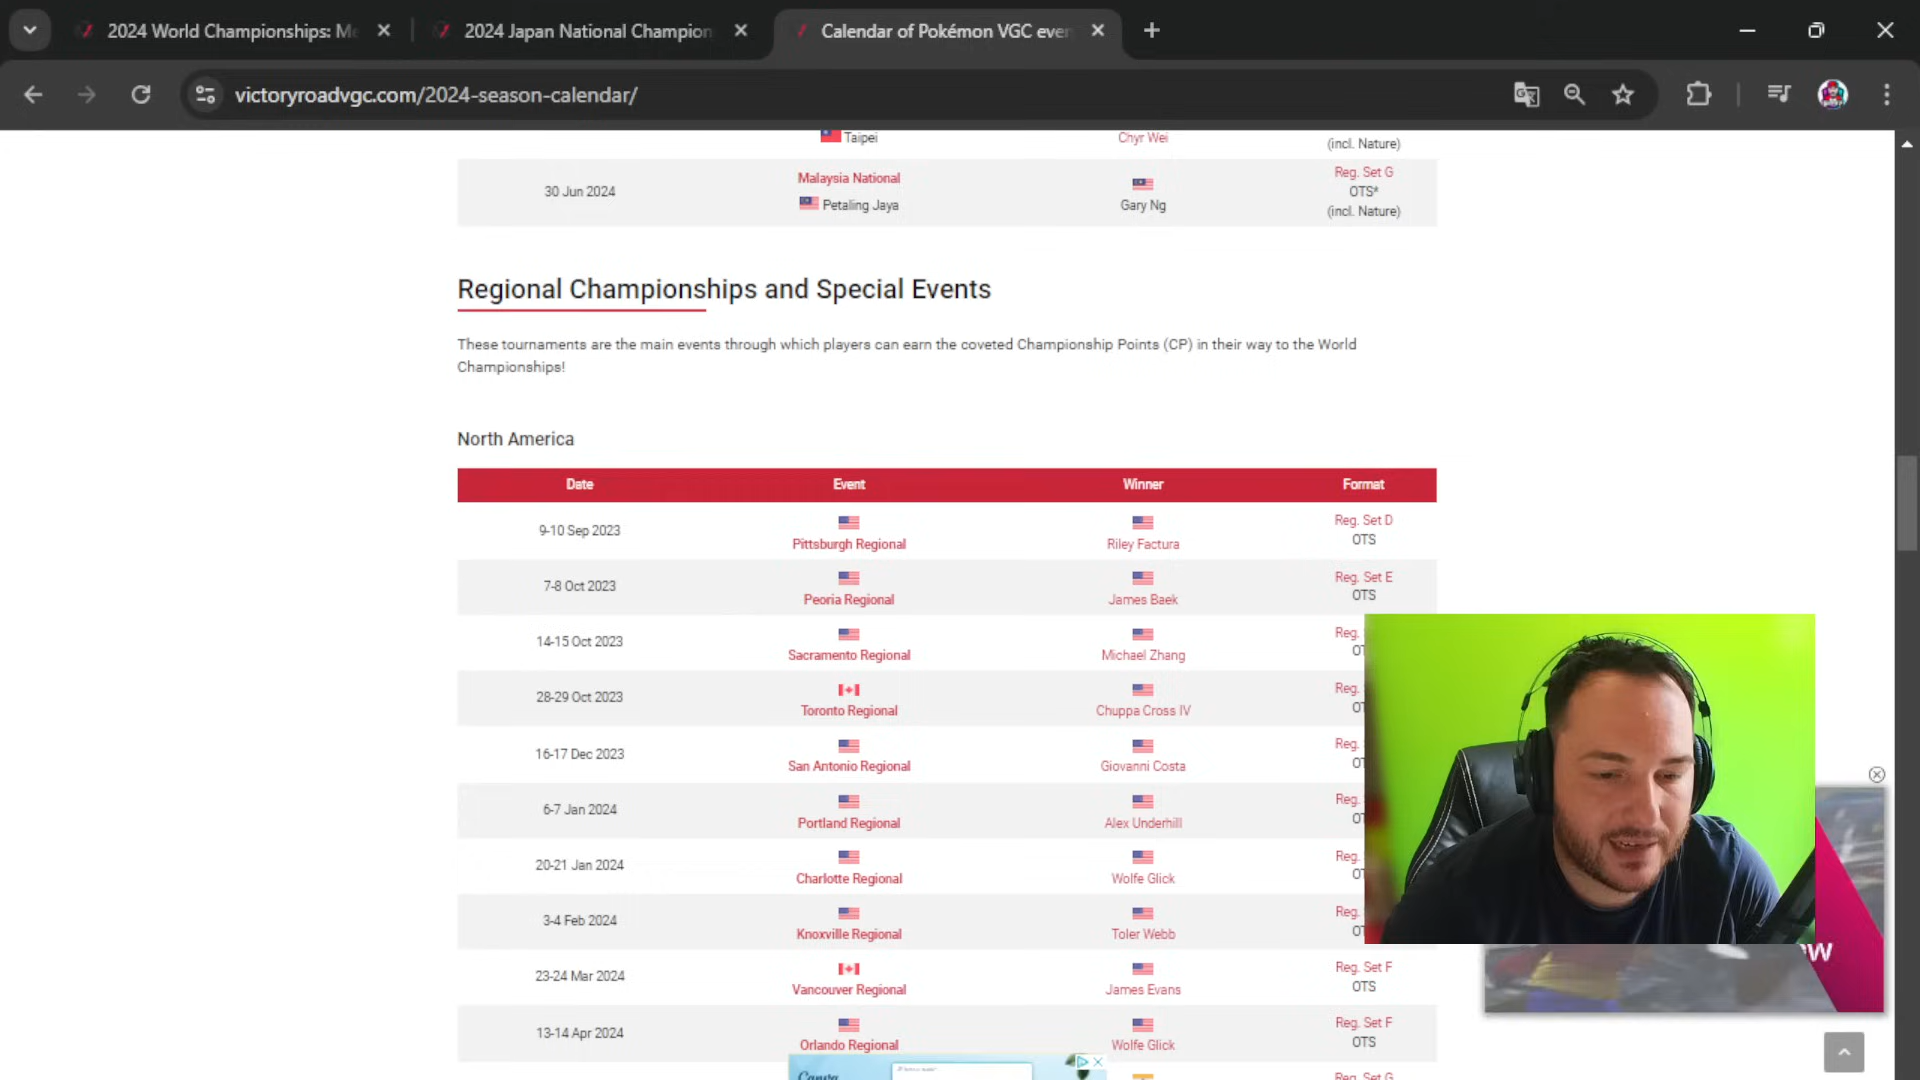 2024 World Championships: Me
2024 Japan National Champion
Calendar of Pokémon VGC even
victoryroadvgc.com/2024-season-calendar/
Taipei
Chyr Wei
(incl. Nature)
30 Jun 2024
Malaysia National
Petaling Jaya
Gary Ng
Reg. Set G
OTS*
(incl. Nature)
Regional Championships and Special Events
These tournaments are the main events through which players can earn the coveted Championship Points (CP) in their way to the World
Championships!
North America
Date Event Winner Format
9-10 Sep 2023
Pittsburgh Regional
Riley Factura
Reg. Set D
OTS
7-8 Oct 2023
Peoria Regional
James Baek
Reg. Set E
OTS
14-15 Oct 2023
Sacramento Regional
Michael Zhang
Reg.
28-29 Oct 2023
Toronto Regional
Chuppa Cross IV
Reg.
16-17 Dec 2023
San Antonio Regional
Giovanni Costa
Reg.
6-7 Jan 2024
Portland Regional
Alex Underhill
Reg.
20-21 Jan 2024
Charlotte Regional
Wolfe Glick
Reg.
3-4 Feb 2024
Knoxville Regional
Toler Webb
Reg.
23-24 Mar 2024
Vancouver Regional
James Evans
Reg. Set F
OTS
13-14 Apr 2024
Orlando Regional
Wolfe Glick
Reg. Set F
OTS
Reg. Set G
Canva